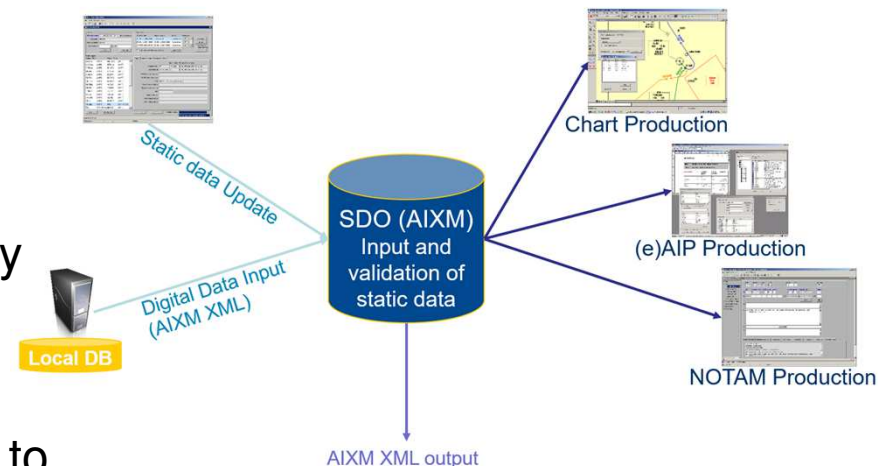 Chart Production
Static data Update
SDO (AIXM)
Input and
validation of
static data
(e)AIP Production
y
Digital Data Input
(AIXM XML)
Local DB
NOTAM Production
to
AIXM XML output